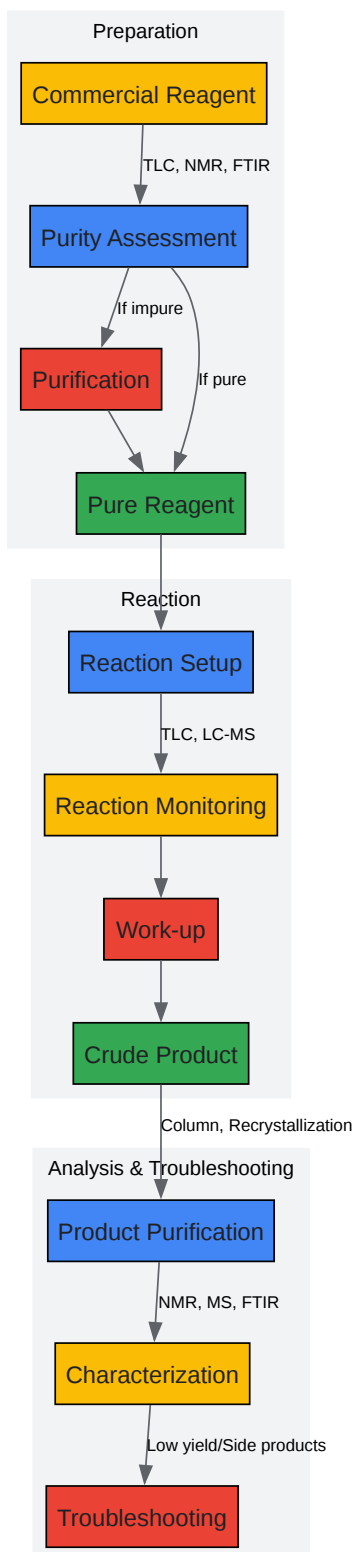 Preparation
Commercial Reagent
TLC, NMR, FTIR
Purity Assessment
If impure
Purification
If pure
Pure Reagent
Reaction
Reaction Setup
TLC, LC-MS
Reaction Monitoring
Work-up
Crude Product
Column, Recrystallization
Analysis & Troubleshooting
Product Purification
NMR, MS, FTIR
Characterization
Low yield/Side products
Troubleshooting